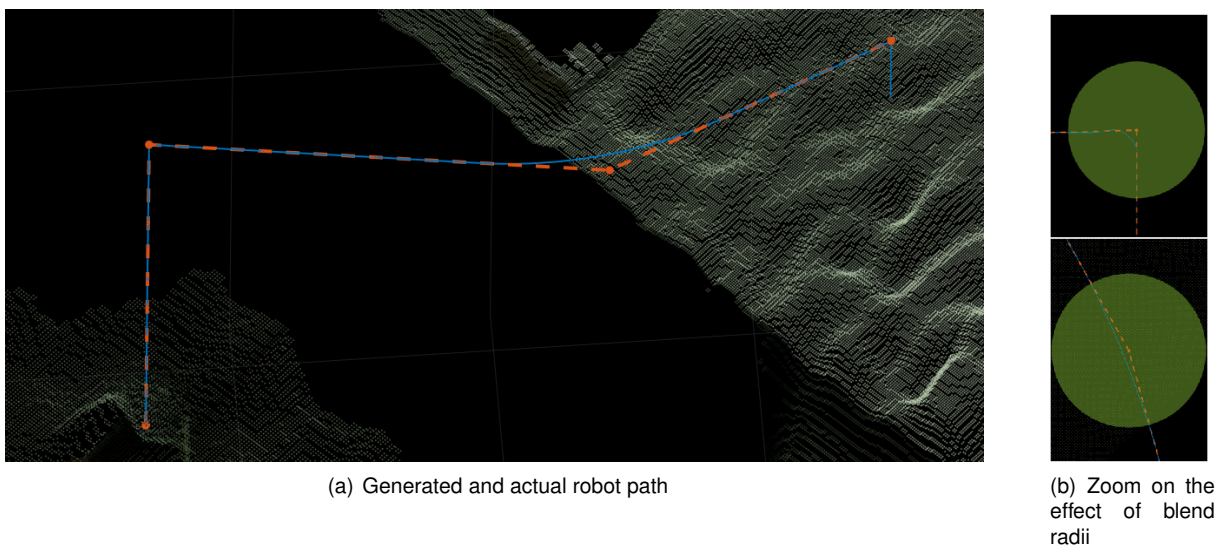 (a) Generated and actual robot path
(b) Zoom on the
effect of blend
radii